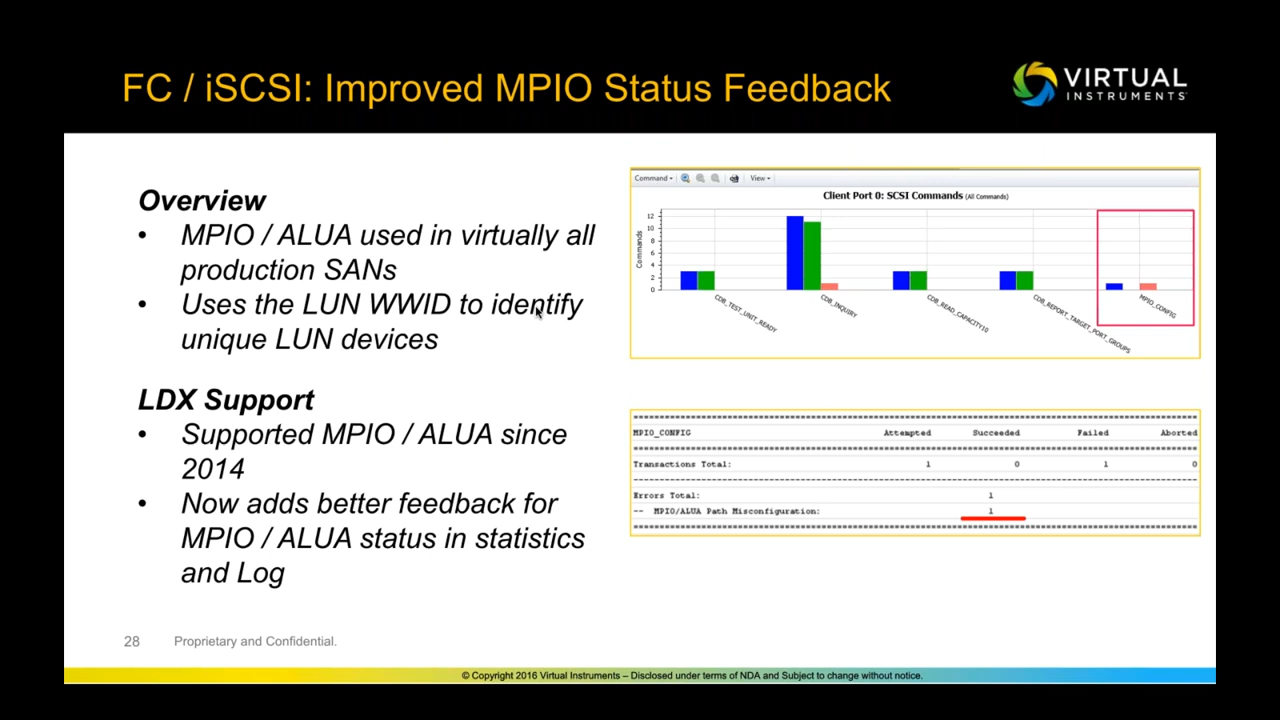 FC / iSCSI: Improved MPIO Status Feedback
VIRTUAL
INSTRUMENTS
Overview
• MPIO / ALUA used in virtually all
production SANs
• Uses the LUN WWID to identify
unique LUN devices
LDX Support
• Supported MPIO / ALUA since
2014
• Now adds better feedback for
MPIO / ALUA status in statistics
and Log
Command
View
Client Port 0: SCSI Commands (All Commands)
Commands
12
10
8
6
4
2
0
CDB_TEST_UNIT_READY
CDB_INQUIRY
CDB_READ_CAPACITY10
CDB_REPORT_TARGET_PORT_GROUPS
MPIO_CONFIG
MPIO_CONFIG Attempted Succeeded Failed Aborted
Transactions Total: 1 0 1 0
Errors Total: 1
-- MPIO/ALUA Path Misconfiguration: 1
28 Proprietary and Confidential.
© Copyright 2016 Virtual Instruments – Disclosed under terms of NDA and Subject to change without notice.